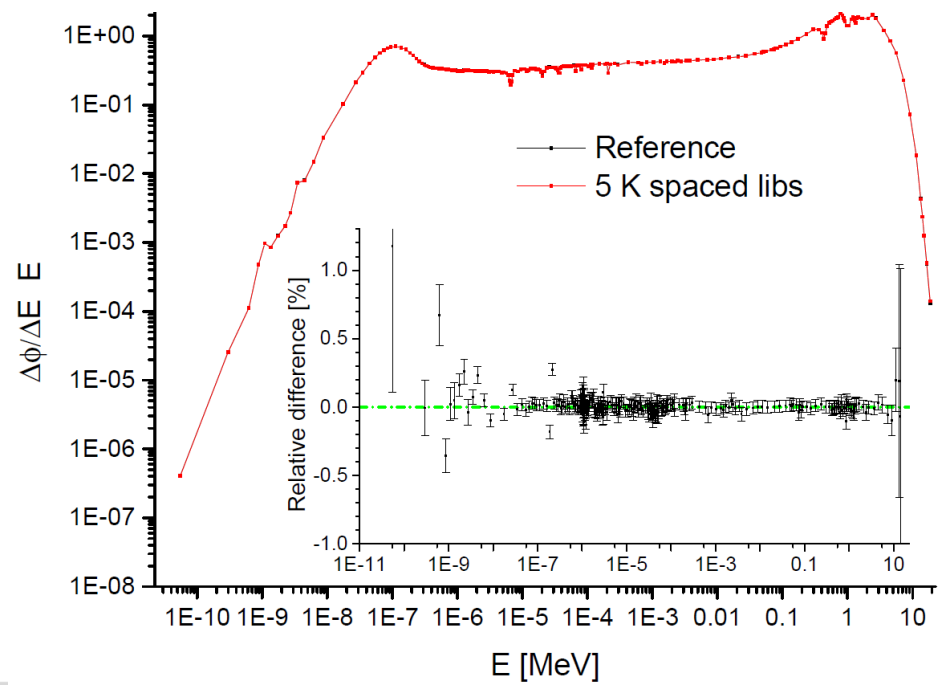 1E+00
1E-01
1E-02
1E-03
1E-04
1E-05
1E-06
1E-07
1E-08
Δϕ/ΔE E
Reference
5 K spaced libs
Relative difference [%]
1.0
0.5
0.0
-0.5
-1.0
1E-11 1E-9 1E-7 1E-5 1E-3 0.1 10
1E-10 1E-9 1E-8 1E-7 1E-6 1E-5 1E-4 1E-3 0.01 0.1 1 10
E [MeV]